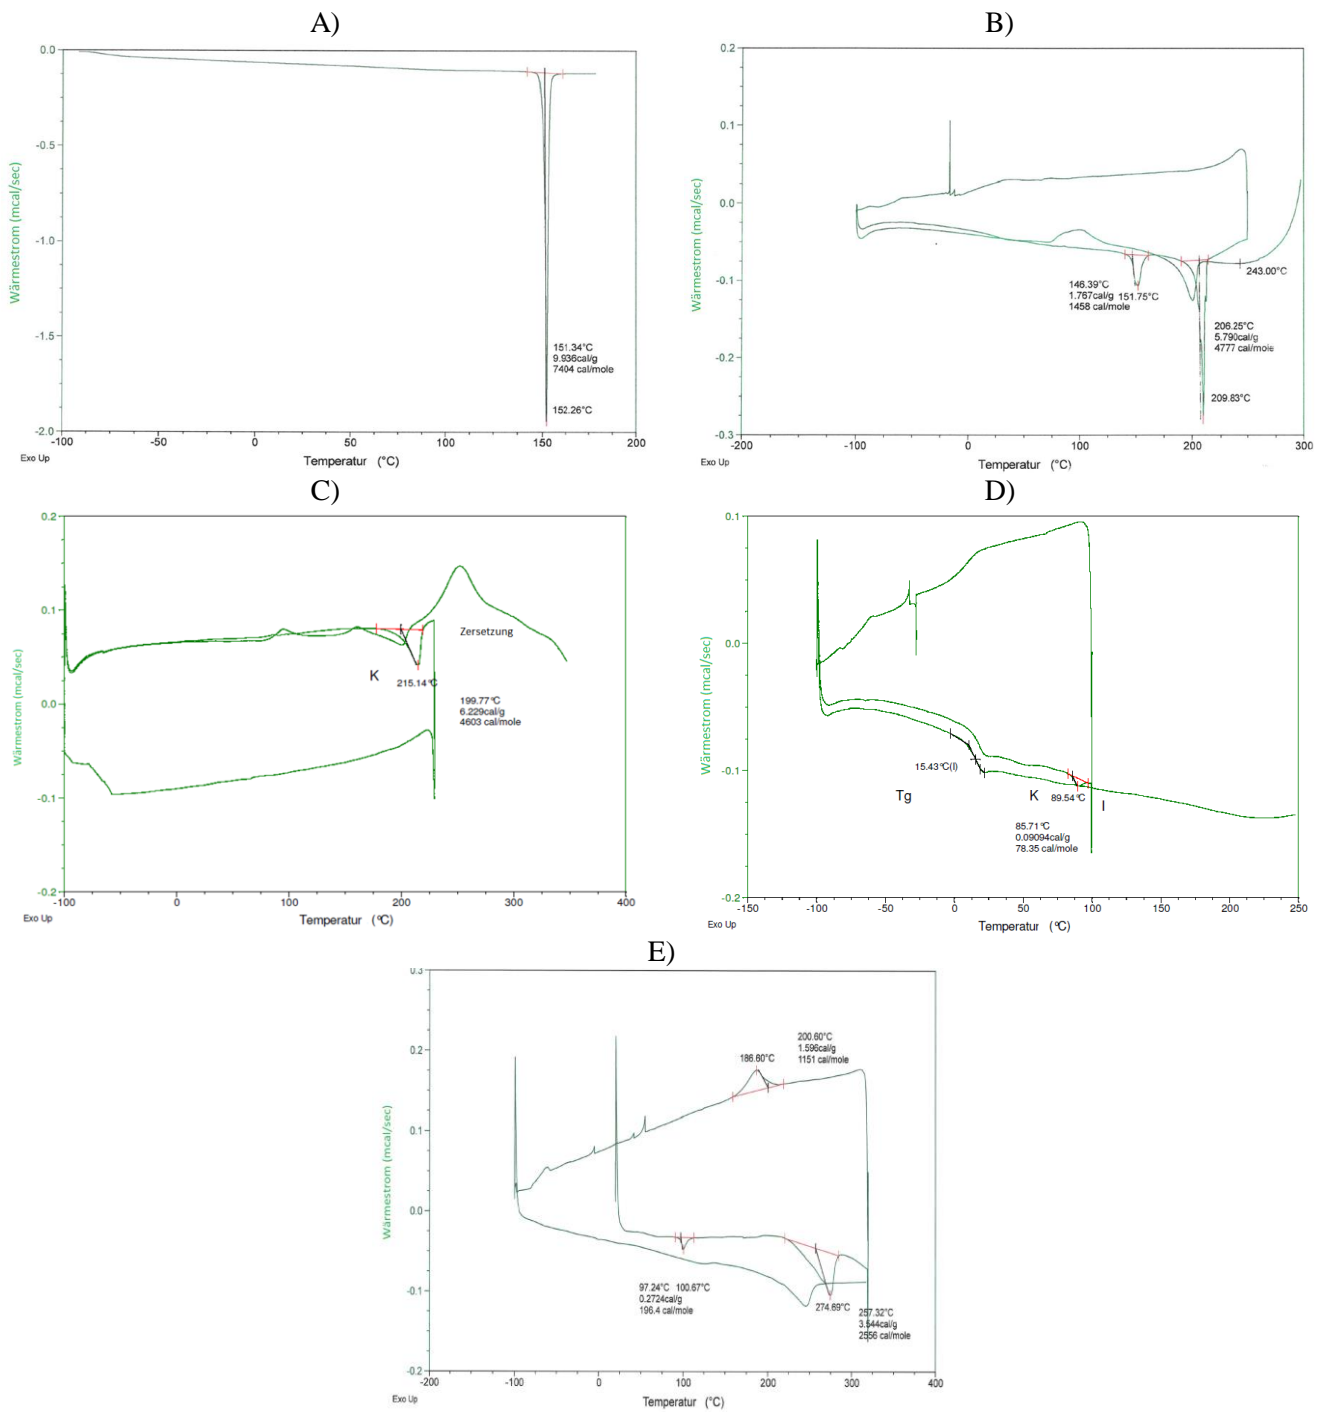 A)
0.0
-0.5
-1.0
-1.5
-2.0
Wärmestrom (mcal/sec)
151.34°C
9.936cal/g
7404 cal/mole
152.26°C
-100
-50
0
50
100
150
200
Exo Up
Temperatur (°C)
B)
0.2
0.1
0.0
-0.1
-0.2
-0.3
Wärmestrom (mcal/sec)
146.39°C
1.767cal/g
1458 cal/mole
151.75°C
243.00°C
206.25°C
5.790cal/g
4777 cal/mole
209.83°C
-200
-100
0
100
200
300
Exo Up
Temperatur (°C)
C)
0.2
0.1
0.0
-0.1
-0.2
Wärmestrom (mcal/sec)
Zersetzung
K
215.14°C
199.77°C
6.229cal/g
4603 cal/mole
-100
0
100
200
300
400
Exo Up
Temperatur (°C)
D)
0.1
0.0
-0.1
-0.2
Wärmestrom (mcal/sec)
15.43°C(I)
Tg
K
89.54°C
I
85.71°C
0.09094cal/g
78.35 cal/mole
-150
-100
-50
0
50
100
150
200
250
Exo Up
Temperatur (°C)
E)
0.3
0.2
0.1
0.0
-0.1
-0.2
Wärmestrom (mcal/sec)
200.60°C
1.596cal/g
1151 cal/mole
186.60°C
97.24°C
100.67°C
0.2724cal/g
196.4 cal/mole
274.69°C
257.32°C
3.544cal/g
2556 cal/mole
-200
-100
0
100
200
300
400
Exo Up
Temperatur (°C)